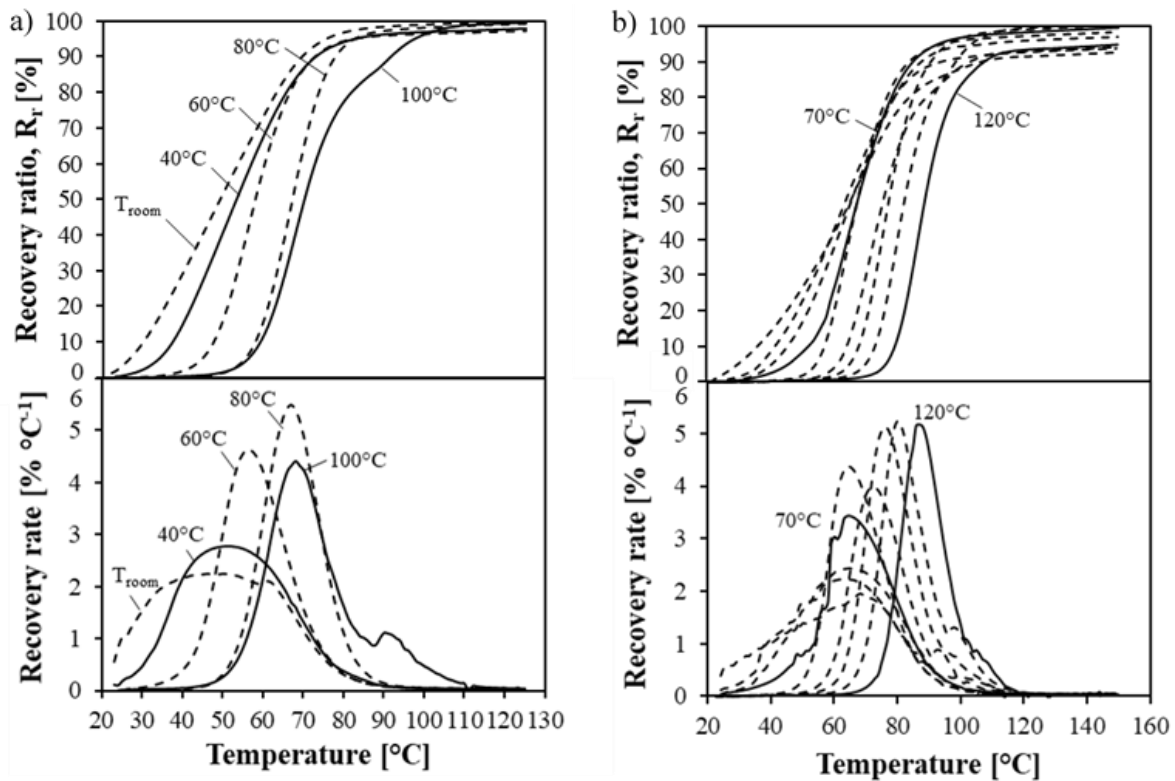 a)
Recovery ratio, Rr [%]
100
90
80
70
60
50
40
30
20
10
0
80°C
60°C
100°C
40°C
Troom
Recovery rate [% °C-1]
6
5
4
3
2
1
0
80°C
60°C
100°C
40°C
Troom
20 30 40 50 60 70 80 90 100 110 120 130
Temperature [°C]
b)
Recovery ratio, Rr [%]
100
90
80
70
60
50
40
30
20
10
0
70°C
120°C
Recovery rate [% °C-1]
6
5
4
3
2
1
0
120°C
70°C
20 40 60 80 100 120 140 160
Temperature [°C]